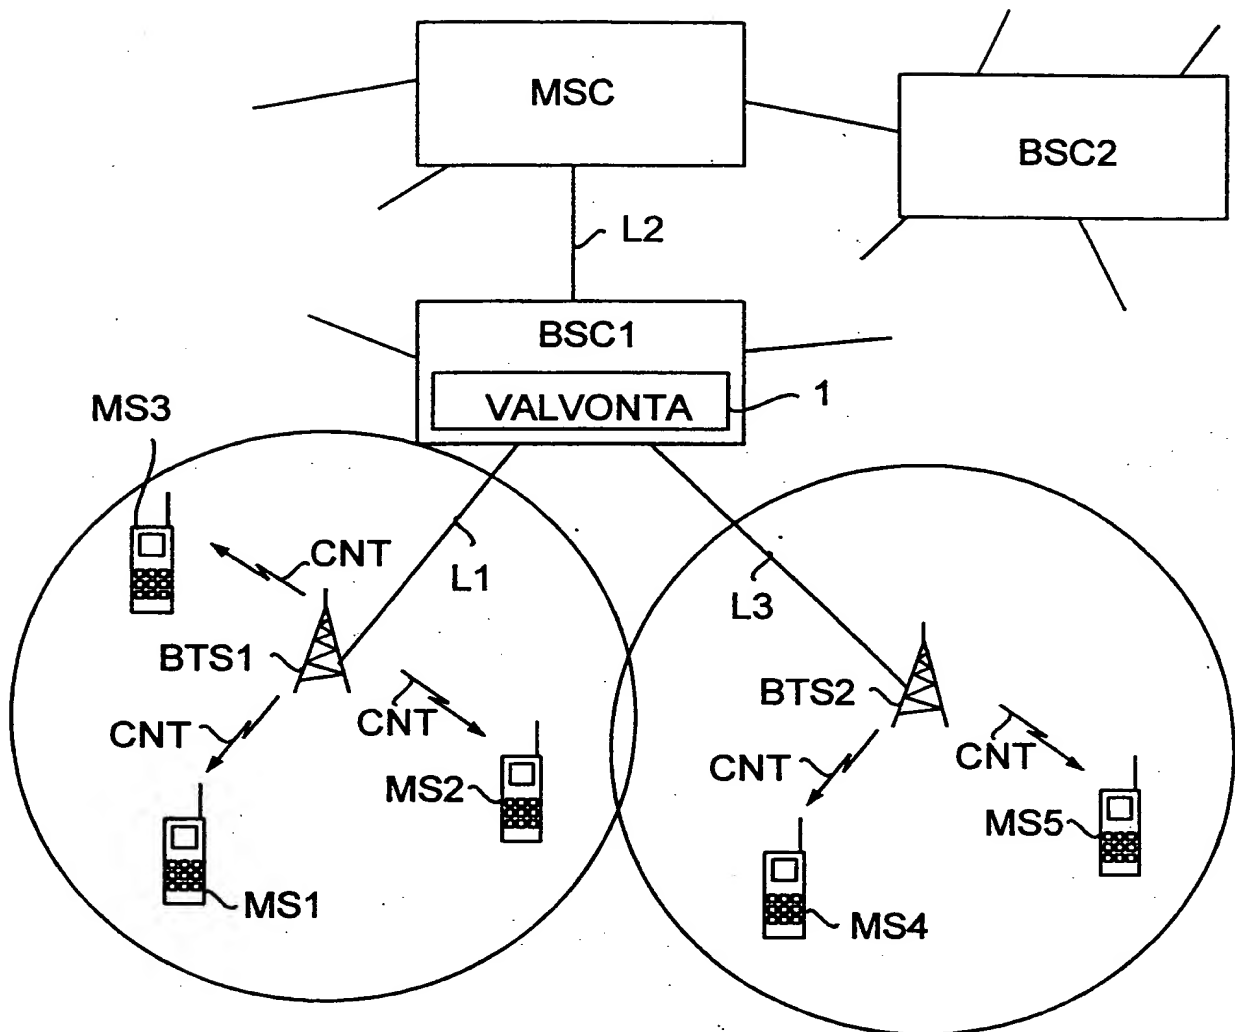 MSC
BSC2
L2
BSC1
VALVONTA
1
MS3
CNT
L1
L3
BTS1
BTS2
CNT
CNT
CNT
CNT
MS2
MS5
MS1
MS4